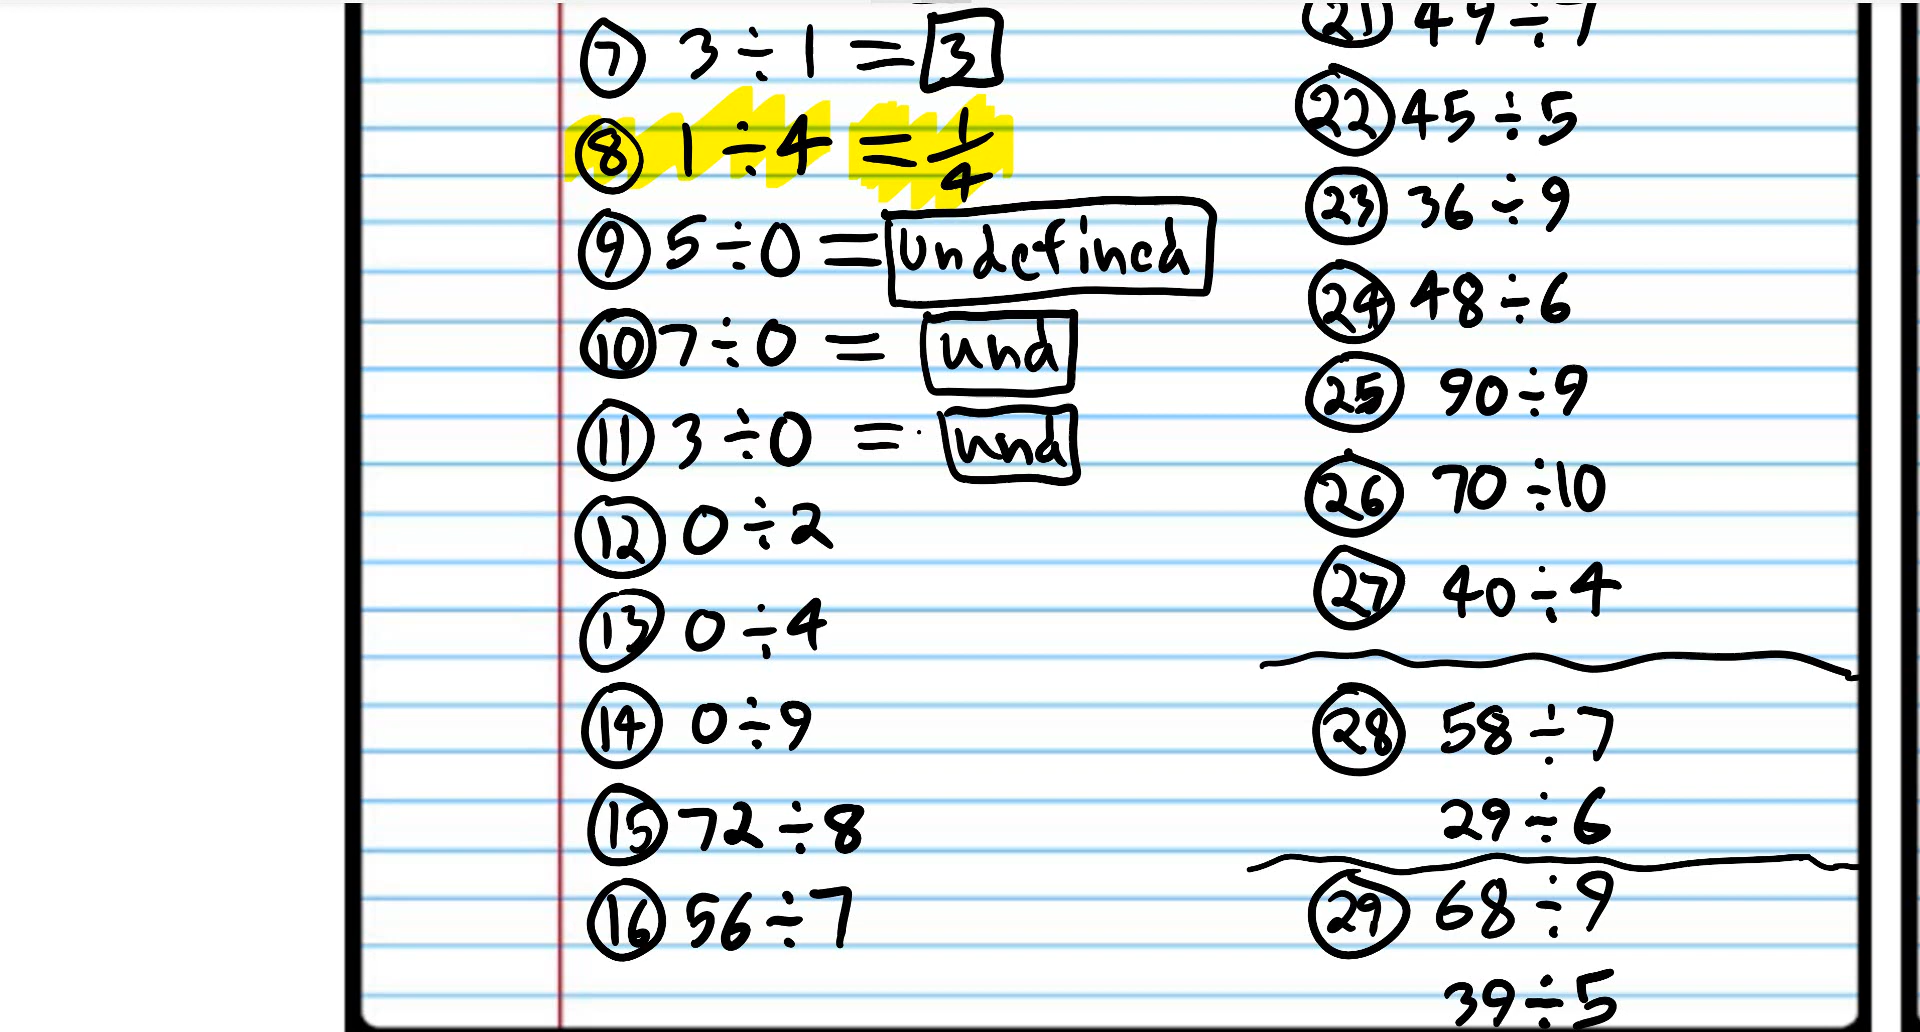 7 3 ÷ 1 = 3
8 1 ÷ 4 = 1/4
9 5 ÷ 0 = undefined
10 7 ÷ 0 = und
11 3 ÷ 0 = und
12 0 ÷ 2
13 0 ÷ 4
14 0 ÷ 9
15 72 ÷ 8
16 56 ÷ 7
21 49 ÷ 7
22 45 ÷ 5
23 36 ÷ 9
24 48 ÷ 6
25 90 ÷ 9
26 70 ÷ 10
27 40 ÷ 4
28 58 ÷ 7
29 ÷ 6
29 68 ÷ 9
39 ÷ 5